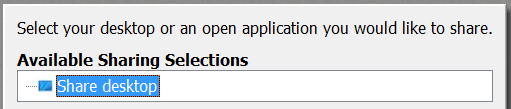 Select your desktop or an open application you would like to share.
Available Sharing Selections
Share desktop